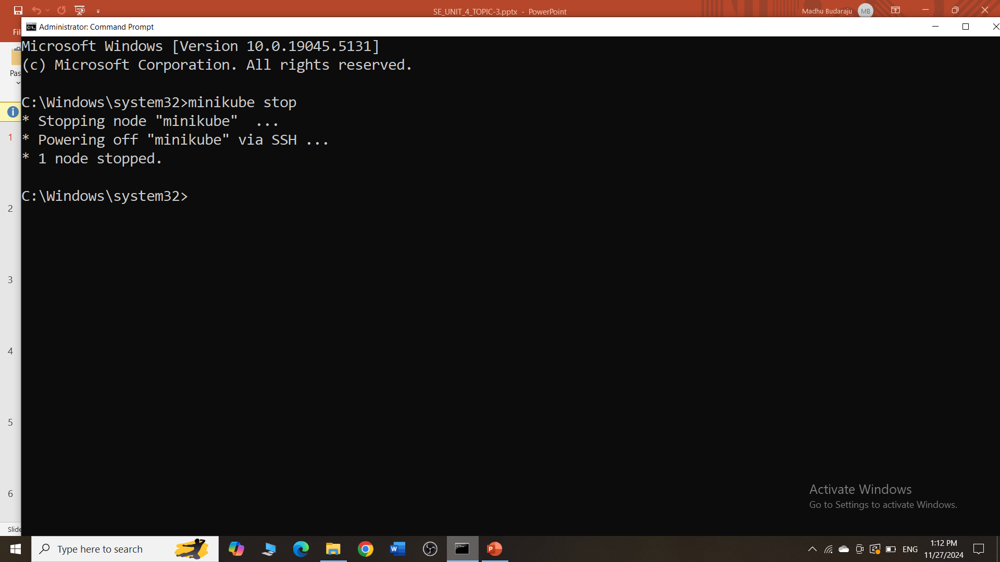 SE_UNIT_4_TOPIC-3.pptx - PowerPoint
Madhu Budaraju MB
Administrator: Command Prompt
Fil
Microsoft Windows [Version 10.0.19045.5131]
(c) Microsoft Corporation. All rights reserved.
Pas
C:\Windows\system32>minikube stop
* Stopping node "minikube" ...
* Powering off "minikube" via SSH ...
* 1 node stopped.
C:\Windows\system32>
1
2
3
4
5
6
Activate Windows
Go to Settings to activate Windows.
Slide
Type here to search
ENG
1:12 PM
11/27/2024